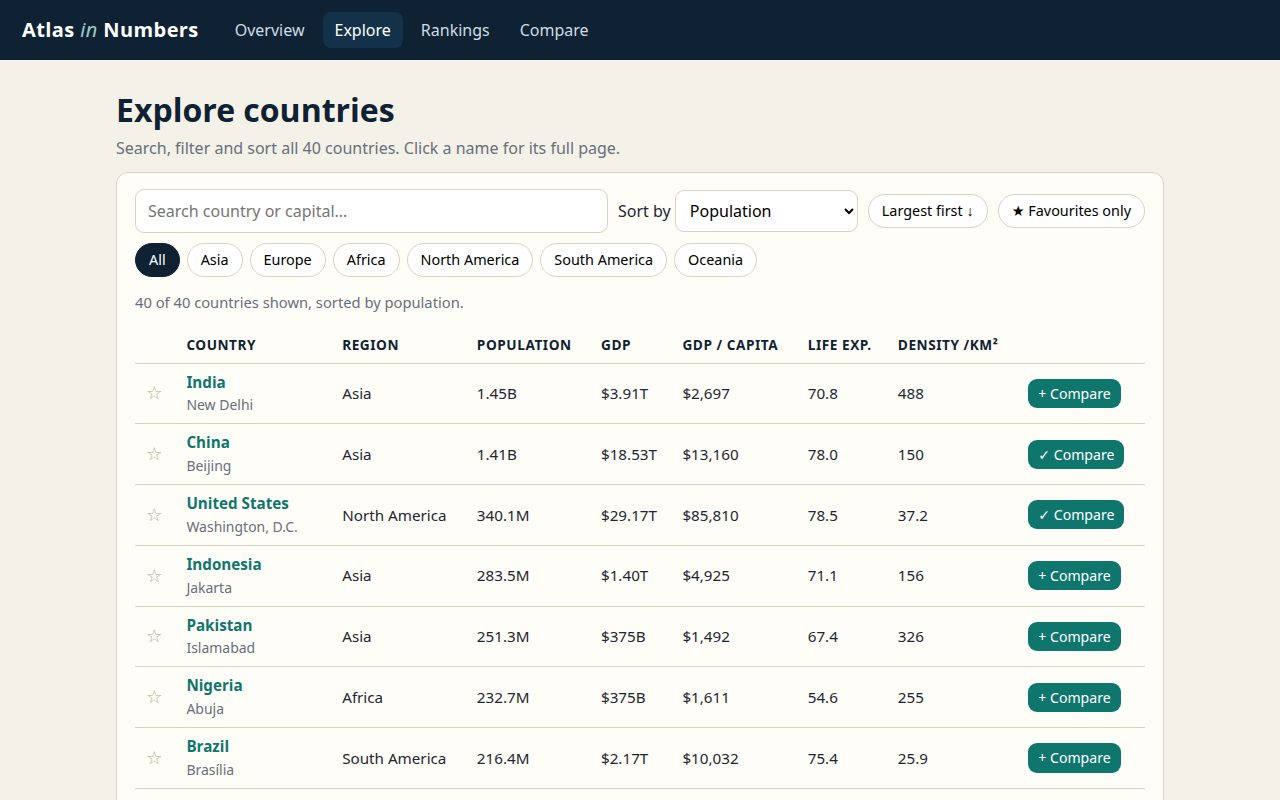 Atlas in Numbers Overview Explore Rankings Compare
Explore countries
Search, filter and sort all 40 countries. Click a name for its full page.
Search country or capital... Sort by Population Largest first ↓ ★ Favourites only
All Asia Europe Africa North America South America Oceania
40 of 40 countries shown, sorted by population.
COUNTRY REGION POPULATION GDP GDP / CAPITA LIFE EXP. DENSITY /KM²
☆ India Asia 1.45B $3.91T $2,697 70.8 488 + Compare
New Delhi
☆ China Asia 1.41B $18.53T $13,160 78.0 150 ✓ Compare
Beijing
☆ United States North America 340.1M $29.17T $85,810 78.5 37.2 ✓ Compare
Washington, D.C.
☆ Indonesia Asia 283.5M $1.40T $4,925 71.1 156 + Compare
Jakarta
☆ Pakistan Asia 251.3M $375B $1,492 67.4 326 + Compare
Islamabad
☆ Nigeria Africa 232.7M $375B $1,611 54.6 255 + Compare
Abuja
☆ Brazil South America 216.4M $2.17T $10,032 75.4 25.9 + Compare
Brasília